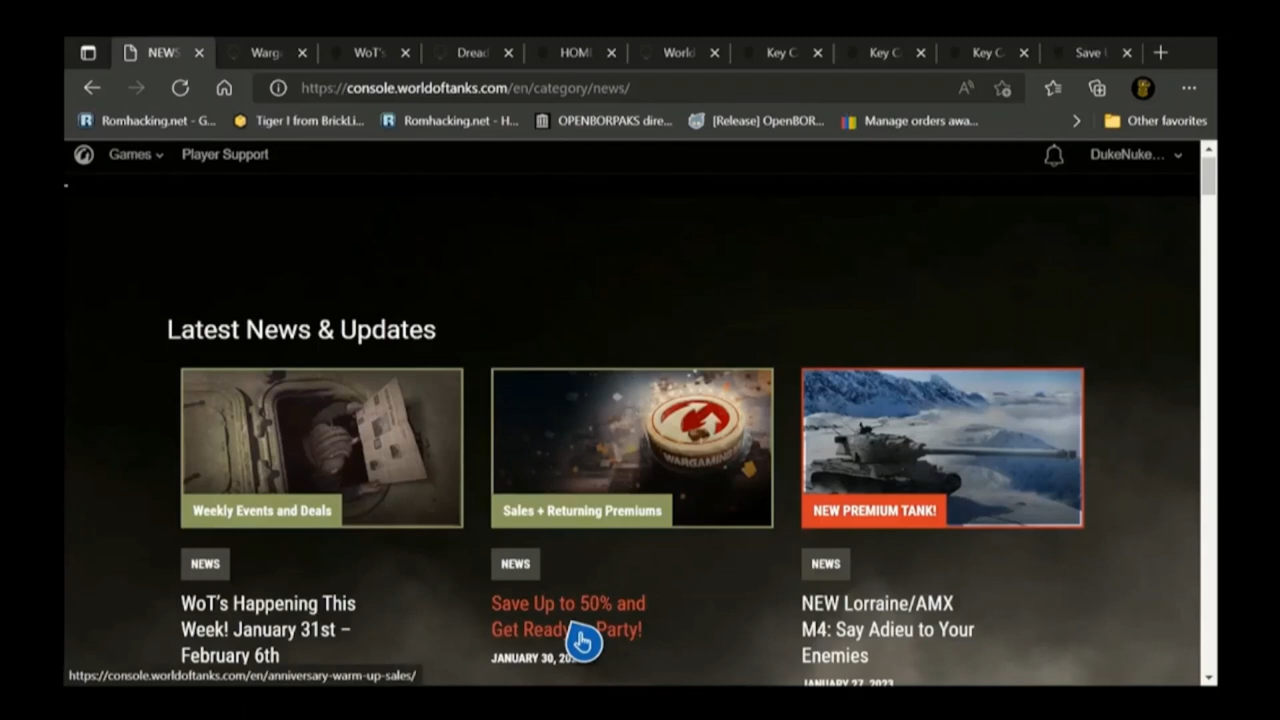 NEWS
Warg
WoT's
Dread
HOMI
World
Key C
Key C
Key C
Save
https://console.worldoftanks.com/en/category/news/
Romhacking.net - G...
Tiger I from BrickLi...
Romhacking.net - H...
OPENBORPAKS dire...
[Release] OpenBOR...
Manage orders awa...
Other favorites
Games
Player Support
DukeNuke...
Latest News & Updates
WARGAMING
Weekly Events and Deals
Sales + Returning Premiums
NEW PREMIUM TANK!
NEWS
NEWS
NEWS
WoT's Happening This
Week! January 31st –
February 6th
Save Up to 50% and
Get Ready Party!
JANUARY 30, 20
NEW Lorraine/AMX
M4: Say Adieu to Your
Enemies
JANUARY 27, 2023
https://console.worldoftanks.com/en/anniversary-warm-up-sales/